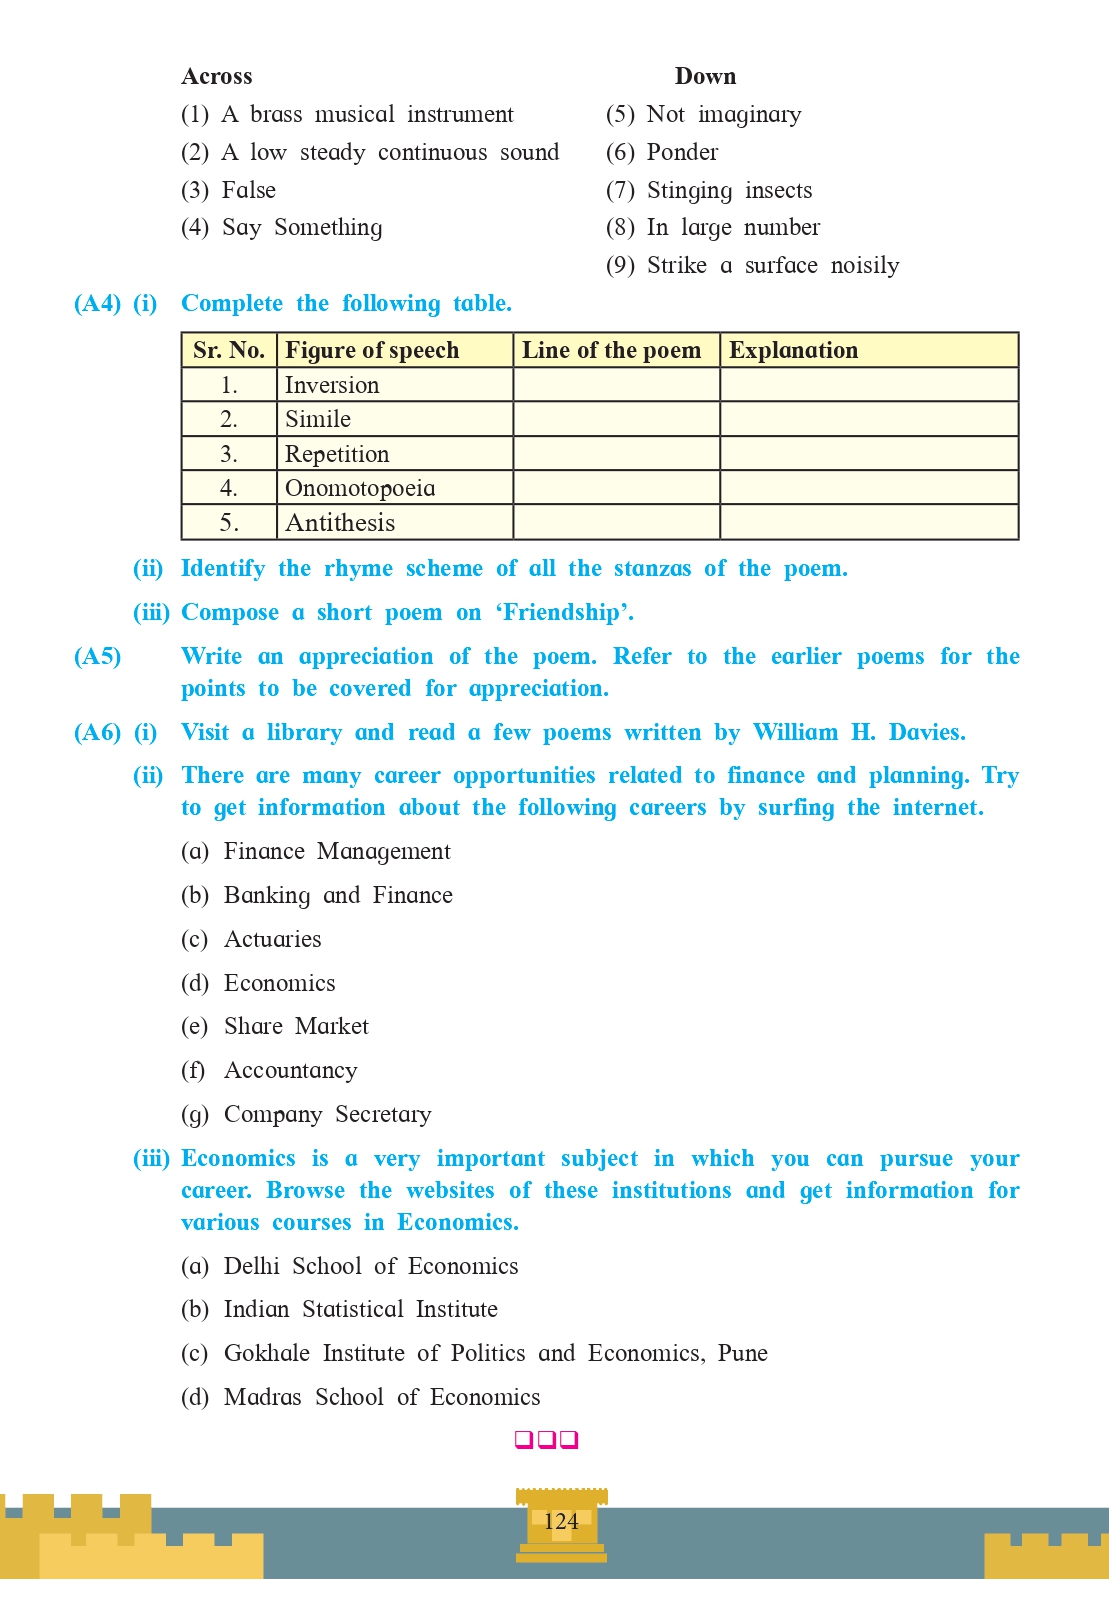 Across Down
(1) A brass musical instrument (5) Not imaginary
(2) A low steady continuous sound (6) Ponder
(3) False (7) Stinging insects
(4) Say Something (8) In large number
(9) Strike a surface noisily
(A4) (i) Complete the following table.
Sr. No. Figure of speech Line of the poem Explanation
1. Inversion
2. Simile
3. Repetition
4. Onomotopoeia
5. Antithesis
(ii) Identify the rhyme scheme of all the stanzas of the poem.
(iii) Compose a short poem on ‘Friendship’.
(A5) Write an appreciation of the poem. Refer to the earlier poems for the
points to be covered for appreciation.
(A6) (i) Visit a library and read a few poems written by William H. Davies.
(ii) There are many career opportunities related to finance and planning. Try
to get information about the following careers by surfing the internet.
(a) Finance Management
(b) Banking and Finance
(c) Actuaries
(d) Economics
(e) Share Market
(f) Accountancy
(g) Company Secretary
(iii) Economics is a very important subject in which you can pursue your
career. Browse the websites of these institutions and get information for
various courses in Economics.
(a) Delhi School of Economics
(b) Indian Statistical Institute
(c) Gokhale Institute of Politics and Economics, Pune
(d) Madras School of Economics
124